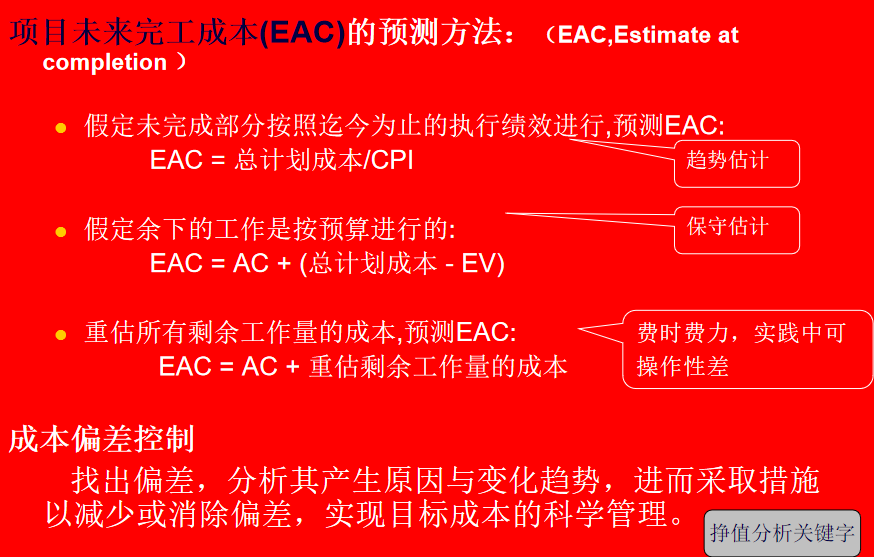 项目未来完工成本(EAC)的预测方法：（EAC,Estimate at
completion ）
假定未完成部分按照迄今为止的执行绩效进行,预测EAC:
EAC = 总计划成本/CPI
趋势估计
假定余下的工作是按预算进行的:
保守估计
EAC = AC + (总计划成本 - EV)
重估所有剩余工作量的成本,预测EAC:
费时费力，实践中可
操作性差
EAC = AC + 重估剩余工作量的成本
成本偏差控制
找出偏差，分析其产生原因与变化趋势，进而采取措施
以减少或消除偏差，实现目标成本的科学管理。
挣值分析关键字